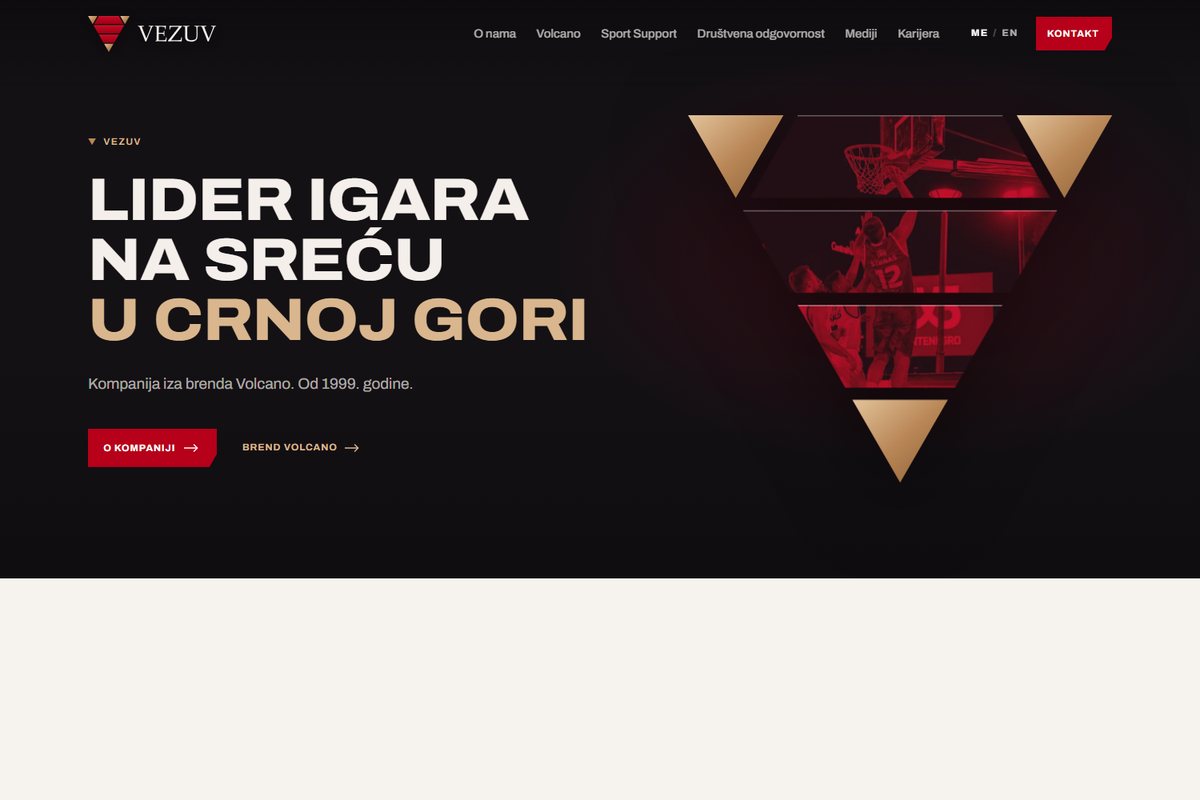 VEZUV
O nama
Volcano
Sport Support
Društvena odgovornost
Mediji
Karijera
ME / EN
KONTAKT
VEZUV
LIDER IGARA
NA SREĆU
U CRNOJ GORI
Kompanija iza brenda Volcano. Od 1999. godine.
O KOMPANIJI
BREND VOLCANO
12